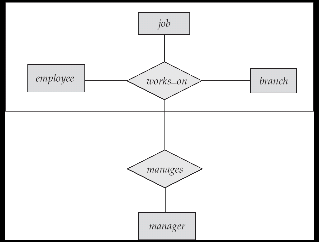 job
employee
works_on
branch
manages
manager